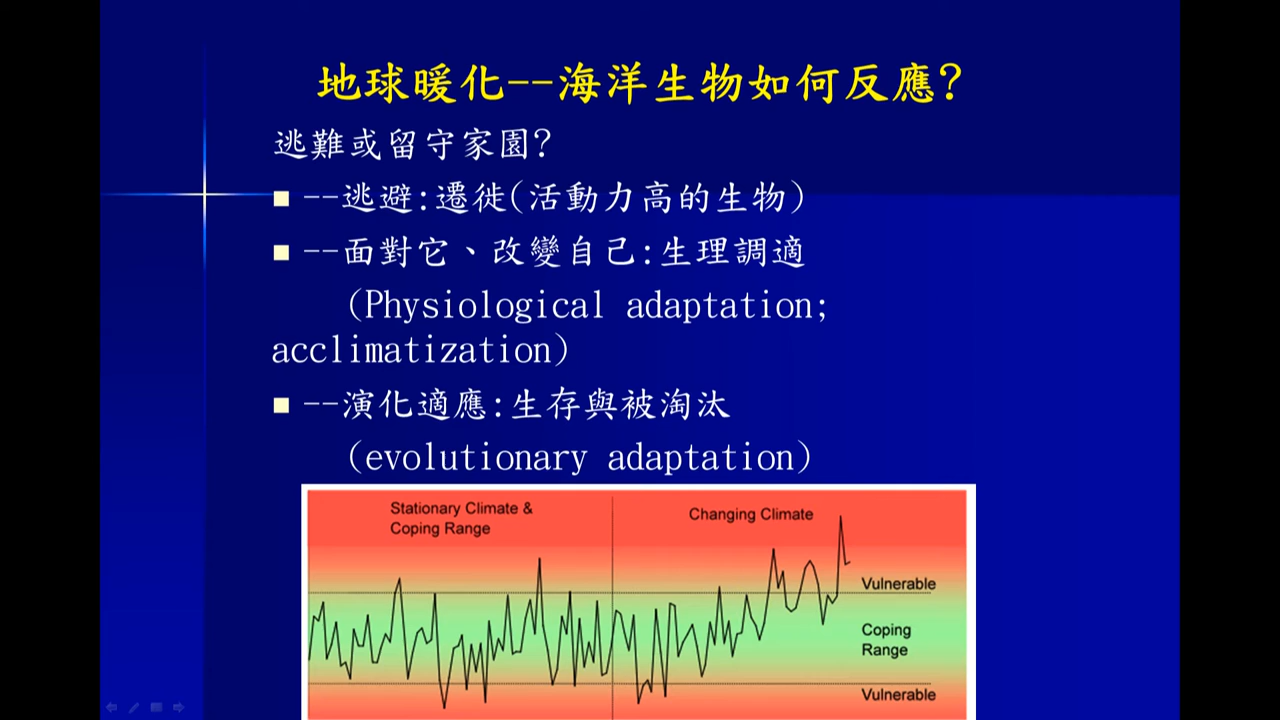 地球暖化--海洋生物如何反應?
逃難或留守家園?
--逃避:遷徙(活動力高的生物)
--面對它、改變自己:生理調適
(Physiological adaptation;
acclimatization)
--演化適應:生存與被淘汰
(evolutionary adaptation)
Stationary Climate &
Coping Range
Changing Climate
Vulnerable
Coping
Range
Vulnerable